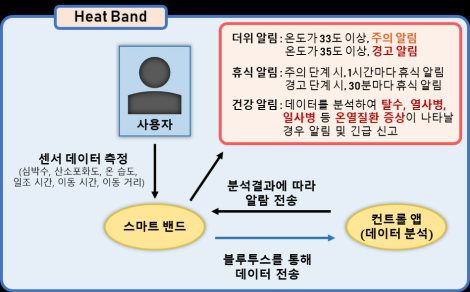 Heat Band
더위 알림 : 온도가 33도 이상, 주의 알림
온도가 35도 이상, 경고 알림
휴식 알림 : 주의 단계 시, 1시간마다 휴식 알림
경고 단계 시, 30분마다 휴식 알림
건강 알림 : 데이터를 분석하여 탈수, 열사병,
일사병 등 온열질환 증상이 나타날
경우 알림 및 긴급 신고
사용자
센서 데이터 측정
(심박수, 산소포화도, 온 습도,
일조 시간, 이동 시간, 이동 거리)
분석결과에 따라
알람 전송
스마트 밴드
컨트롤 앱
(데이터 분석)
블루투스를 통해
데이터 전송